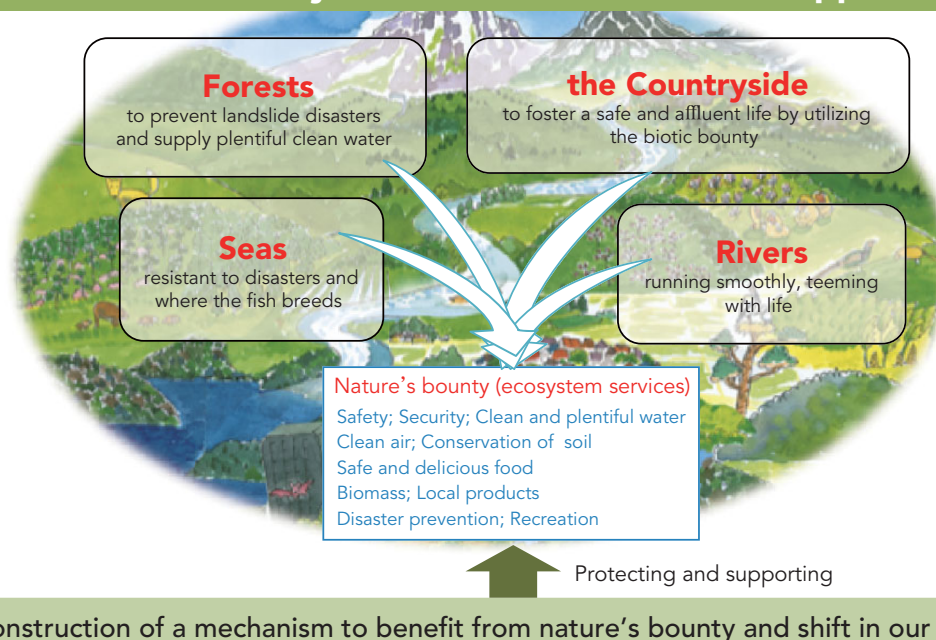 Forests
to prevent landslide disasters
and supply plentiful clean water
the Countryside
to foster a safe and affluent life by utilizing
the biotic bounty
Seas
resistant to disasters and
where the fish breeds
Rivers
running smoothly, teeming
with life
Nature's bounty (ecosystem services)
Safety; Security; Clean and plentiful water
Clean air; Conservation of soil
Safe and delicious food
Biomass; Local products
Disaster prevention; Recreation
Protecting and supporting
onstruction of a mechanism to benefit from nature's bounty and shift in our